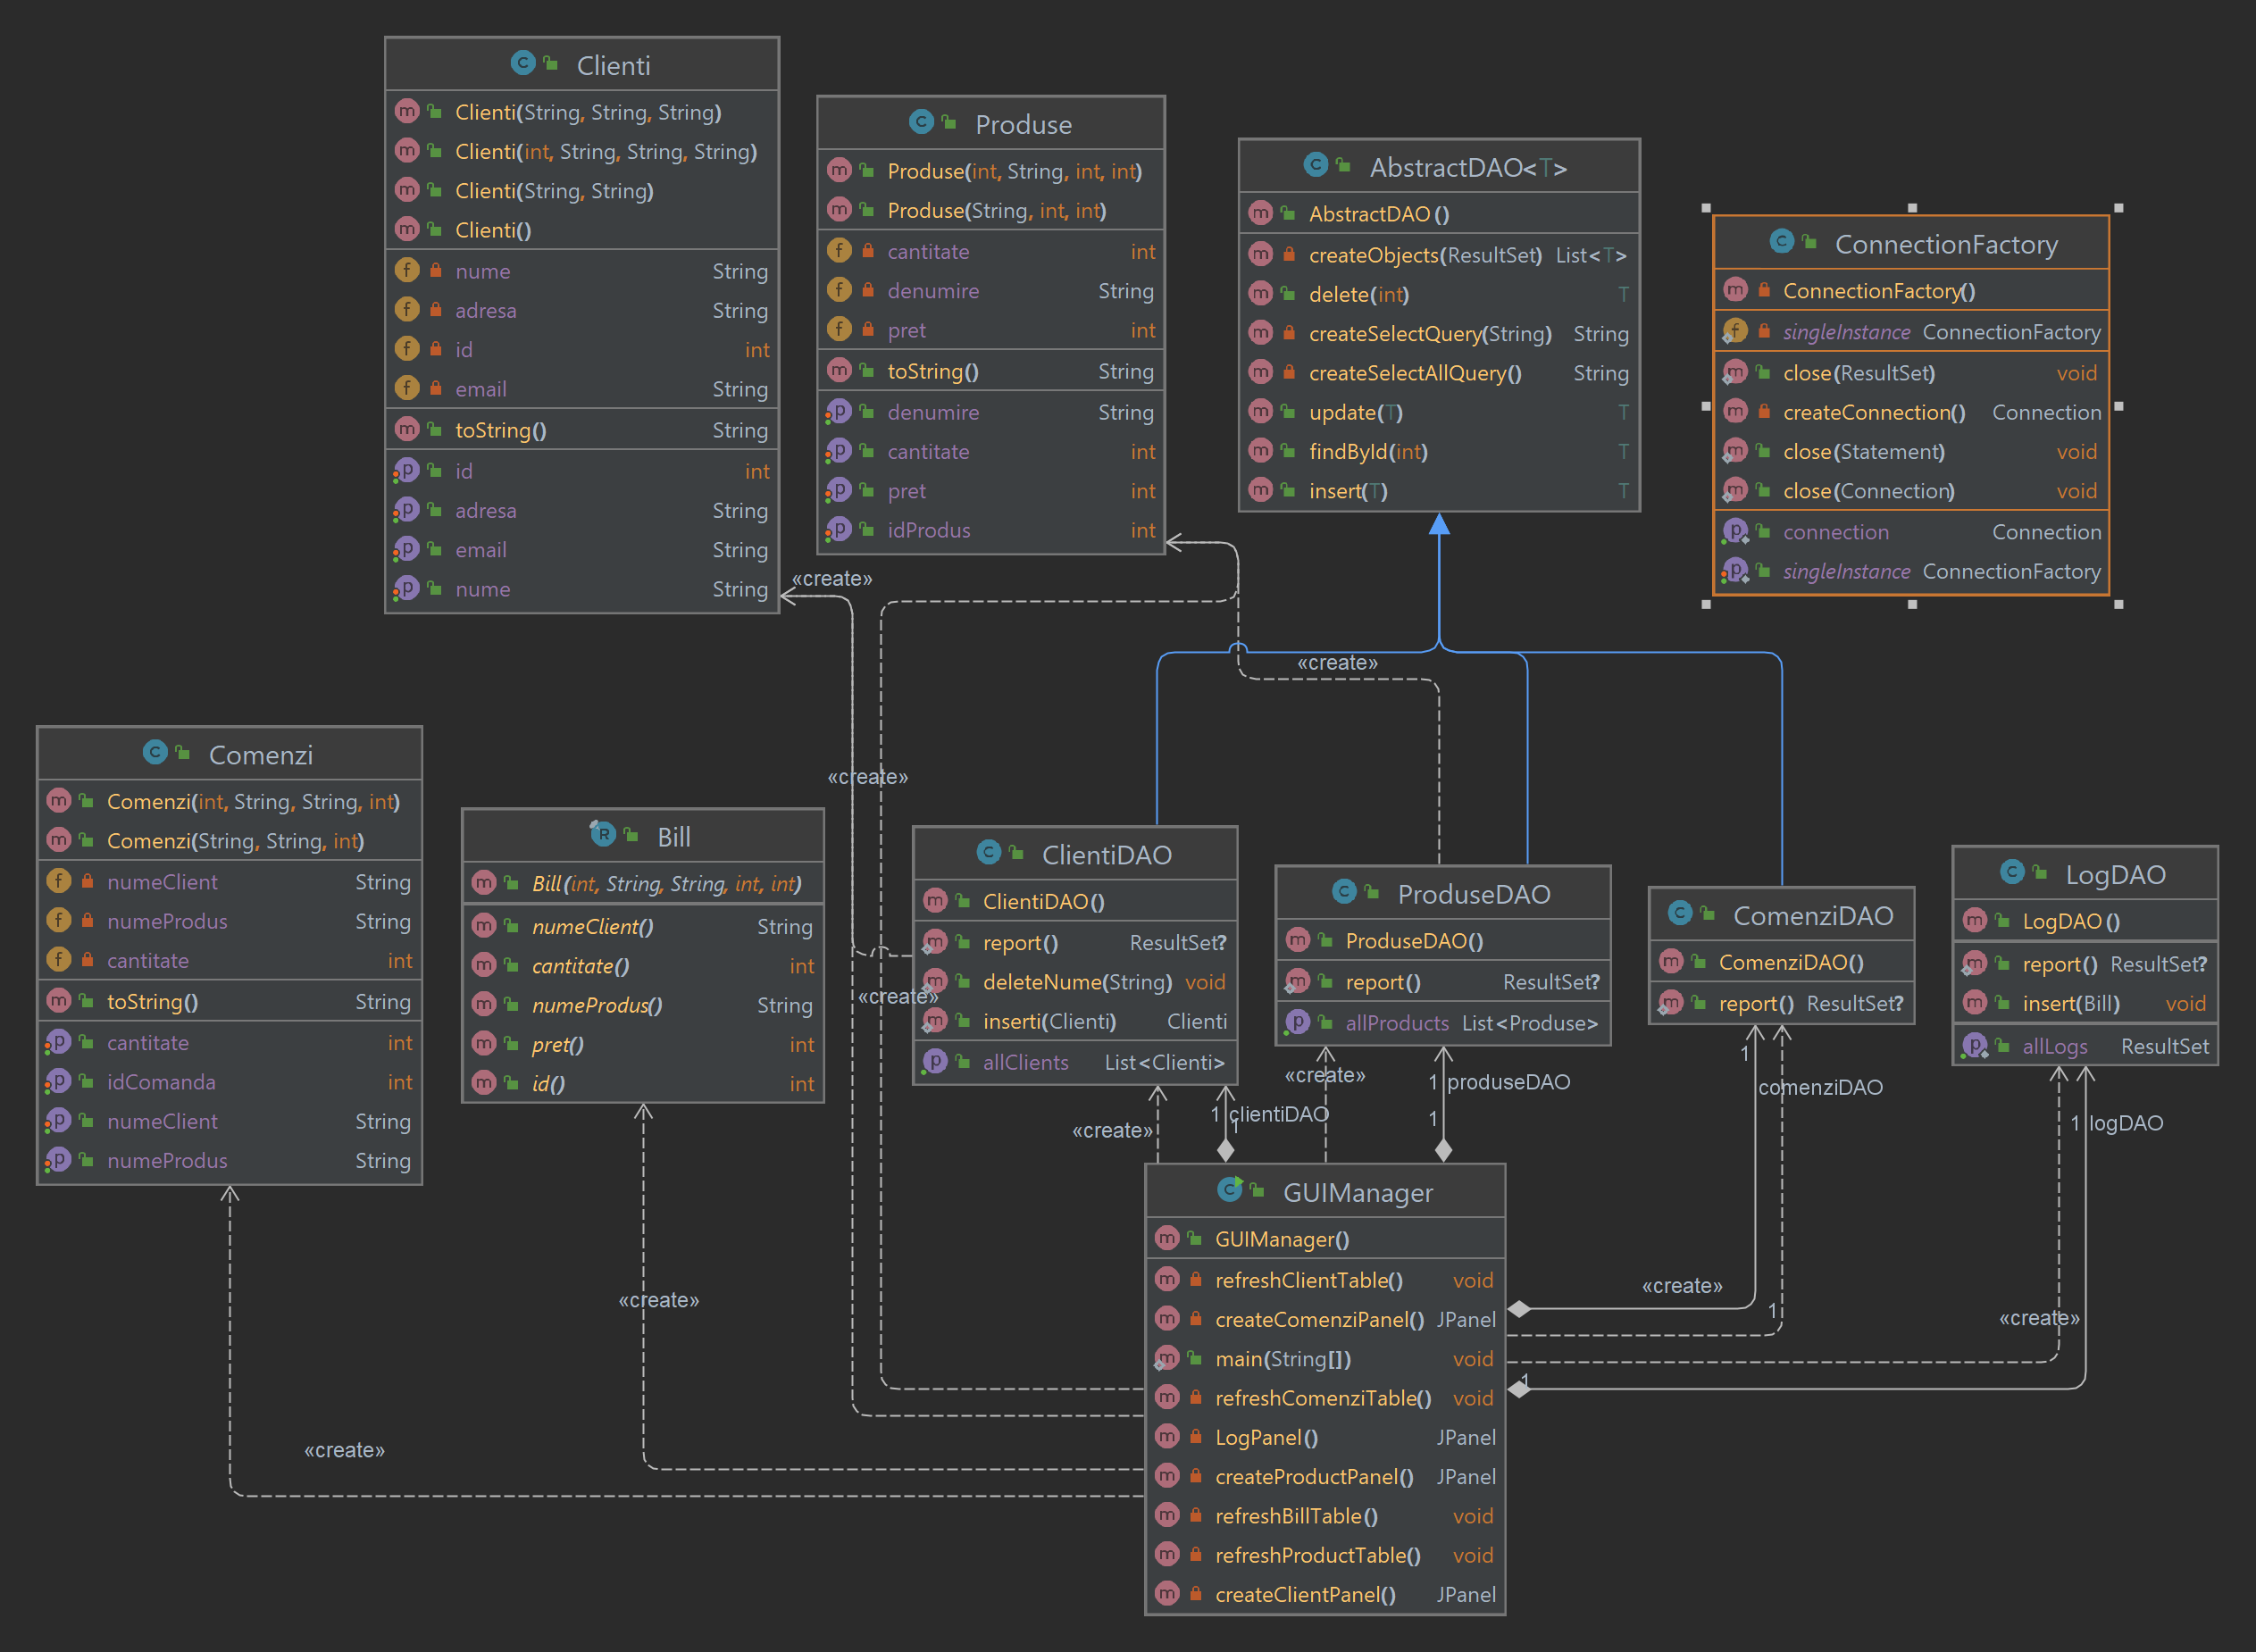 Clienti
Clienti(String, String, String)
Clienti(int, String, String, String)
Clienti(String, String)
Clienti()
nume String
adresa String
id int
email String
toString() String
id int
adresa String
email String
nume String
Produse
Produse(int, String, int, int)
Produse(String, int, int)
cantitate int
denumire String
pret int
toString() String
denumire String
cantitate int
pret int
idProdus int
AbstractDAO<T>
AbstractDAO()
createObjects(ResultSet) List<T>
delete(int) T
createSelectQuery(String) String
createSelectAllQuery() String
update(T) T
findById(int) T
insert(T) T
ConnectionFactory
ConnectionFactory()
singleInstance ConnectionFactory
close(ResultSet) void
createConnection() Connection
close(Statement) void
close(Connection) void
connection Connection
singleInstance ConnectionFactory
«create»
«create»
«create»
«create»
Comenzi
Comenzi(int, String, String, int)
Comenzi(String, String, int)
numeClient String
numeProdus String
cantitate int
toString() String
cantitate int
idComanda int
numeClient String
numeProdus String
Bill
Bill(int, String, String, int, int)
numeClient() String
cantitate() int
numeProdus() String
pret() int
id() int
ClientiDAO
ClientiDAO()
report() ResultSet?
deleteNume(String) void
inserti(Clienti) Clienti
allClients List<Clienti>
ProduseDAO
ProduseDAO()
report() ResultSet?
allProducts List<Produse>
ComenziDAO
ComenziDAO()
report() ResultSet?
LogDAO
LogDAO()
report() ResultSet?
insert(Bill) void
allLogs ResultSet
«create»
1 clientiDAO
1
«create»
1 produseDAO
1
1
comenziDAO
1 logDAO
«create»
1
«create»
1
«create»
«create»
GUIManager
GUIManager()
refreshClientTable() void
createComenziPanel() JPanel
main(String[]) void
refreshComenziTable() void
LogPanel() JPanel
createProductPanel() JPanel
refreshBillTable() void
refreshProductTable() void
createClientPanel() JPanel